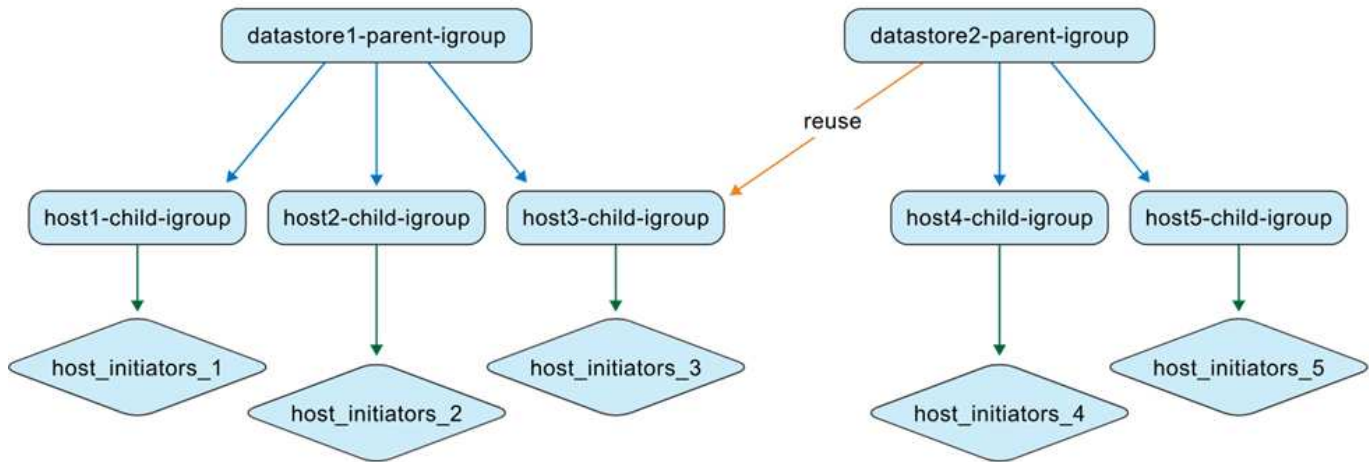 datastore1-parent-igroup
datastore2-parent-igroup
reuse
host1-child-igroup
host2-child-igroup
host3-child-igroup
host4-child-igroup
host5-child-igroup
host_initiators_1
host_initiators_2
host_initiators_3
host_initiators_4
host_initiators_5